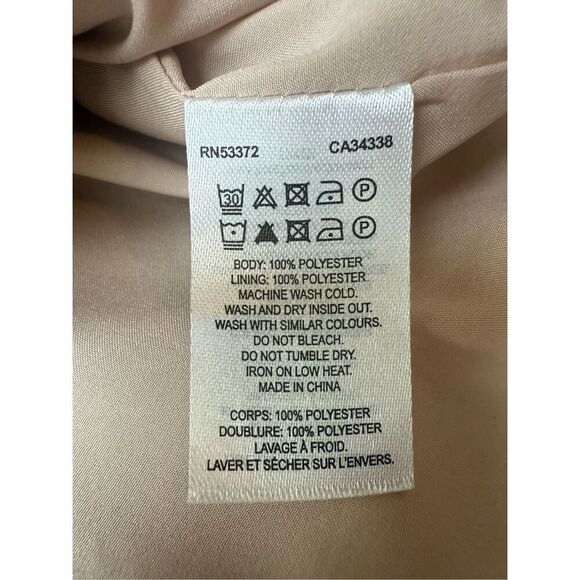 RN53372 CA34338
30 P
P
BODY: 100% POLYESTER
LINING: 100% POLYESTER
MACHINE WASH COLD.
WASH AND DRY INSIDE OUT.
WASH WITH SIMILAR COLOURS.
DO NOT BLEACH.
DO NOT TUMBLE DRY.
IRON ON LOW HEAT.
MADE IN CHINA
CORPS: 100% POLYESTER
DOUBLURE: 100% POLYESTER
LAVAGE À FROID.
LAVER ET SÉCHER SUR L'ENVERS.